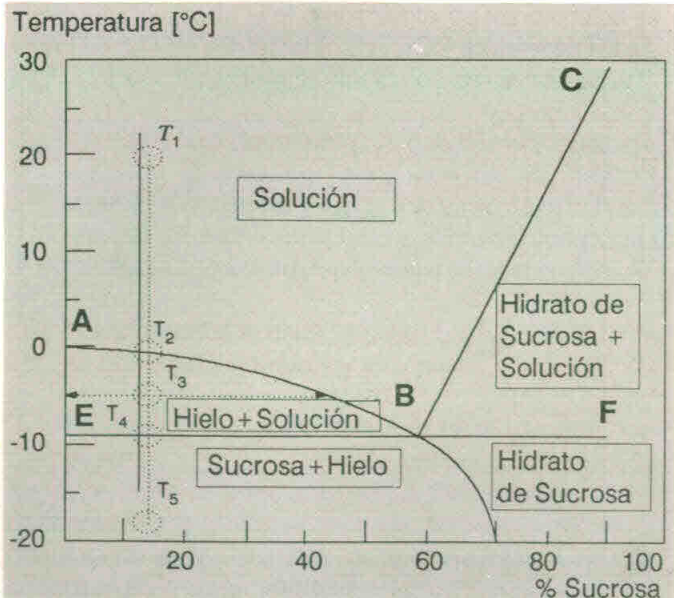 Temperatura [°C]
30
C
T1
20
Solución
10
Hidrato de
Sucrosa +
Solución
A
T2
0
T3
B
E
T4
Hielo+Solución
F
-10
Sucrosa+Hielo
Hidrato
de Sucrosa
T5
-20
20 40 60 80 100
% Sucrosa